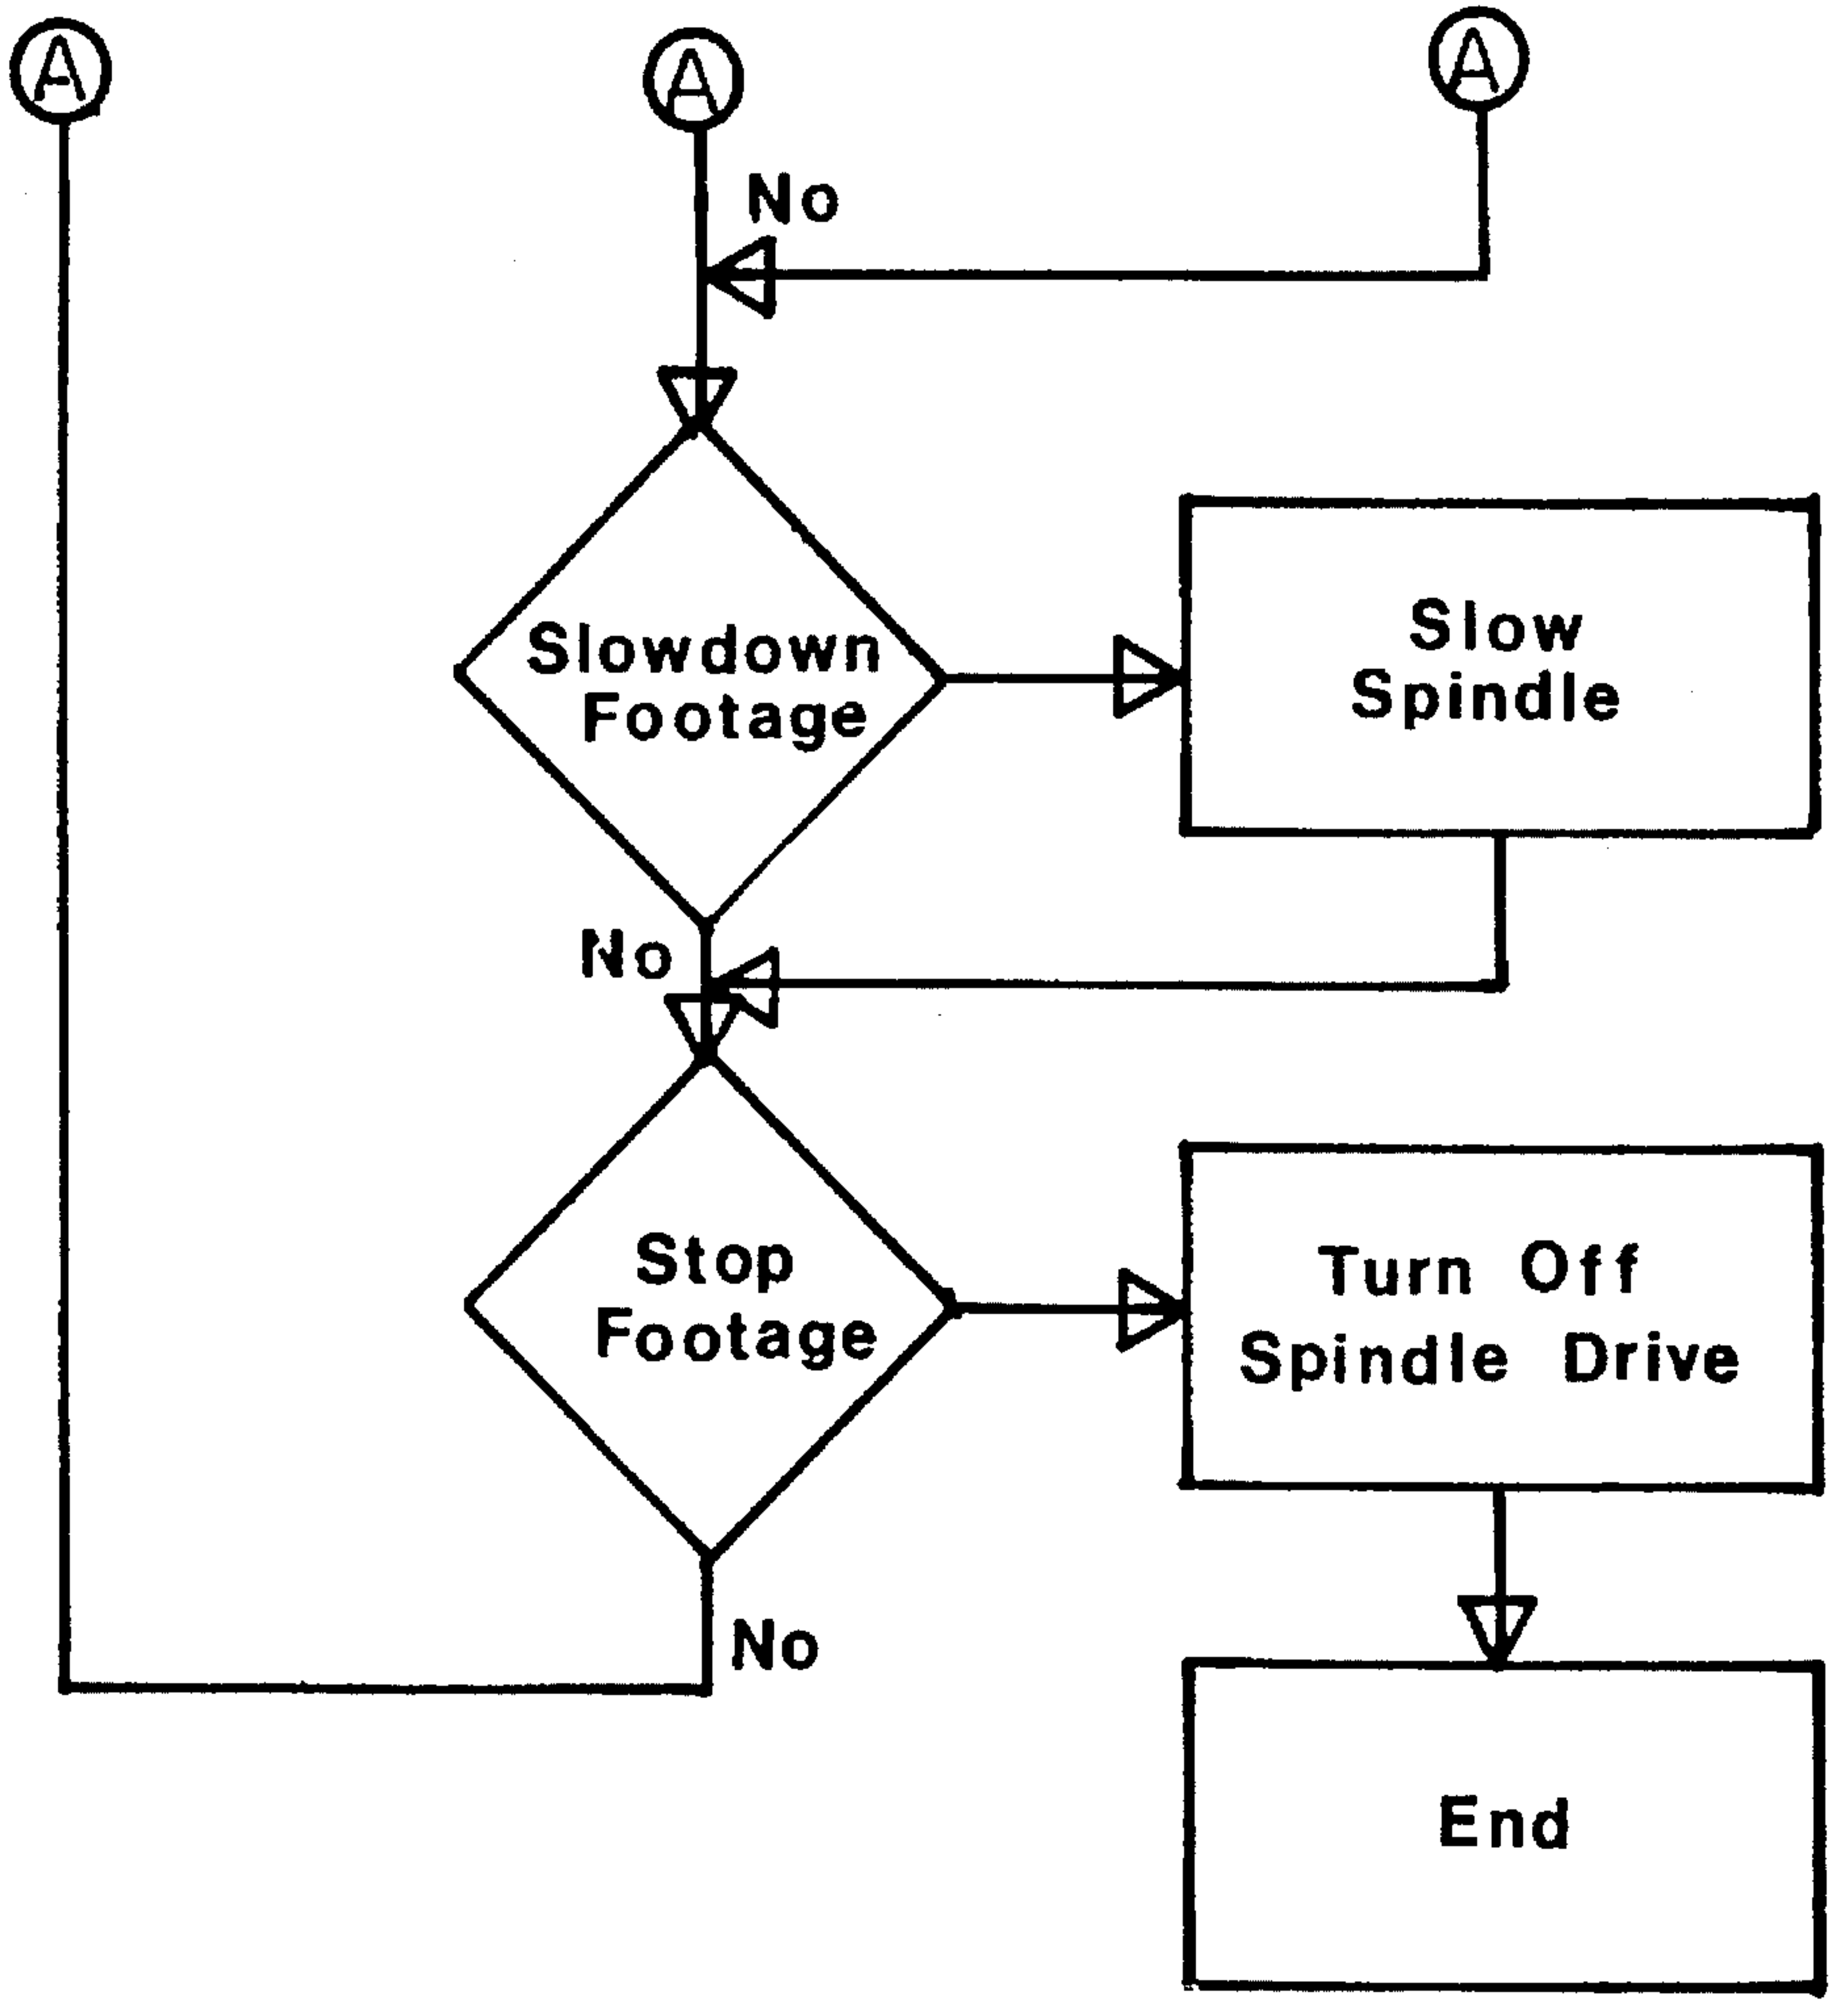 A
A
A
No
Slowdown
Footage
Slow
Spindle
No
Stop
Footage
Turn Off
Spindle Drive
No
End